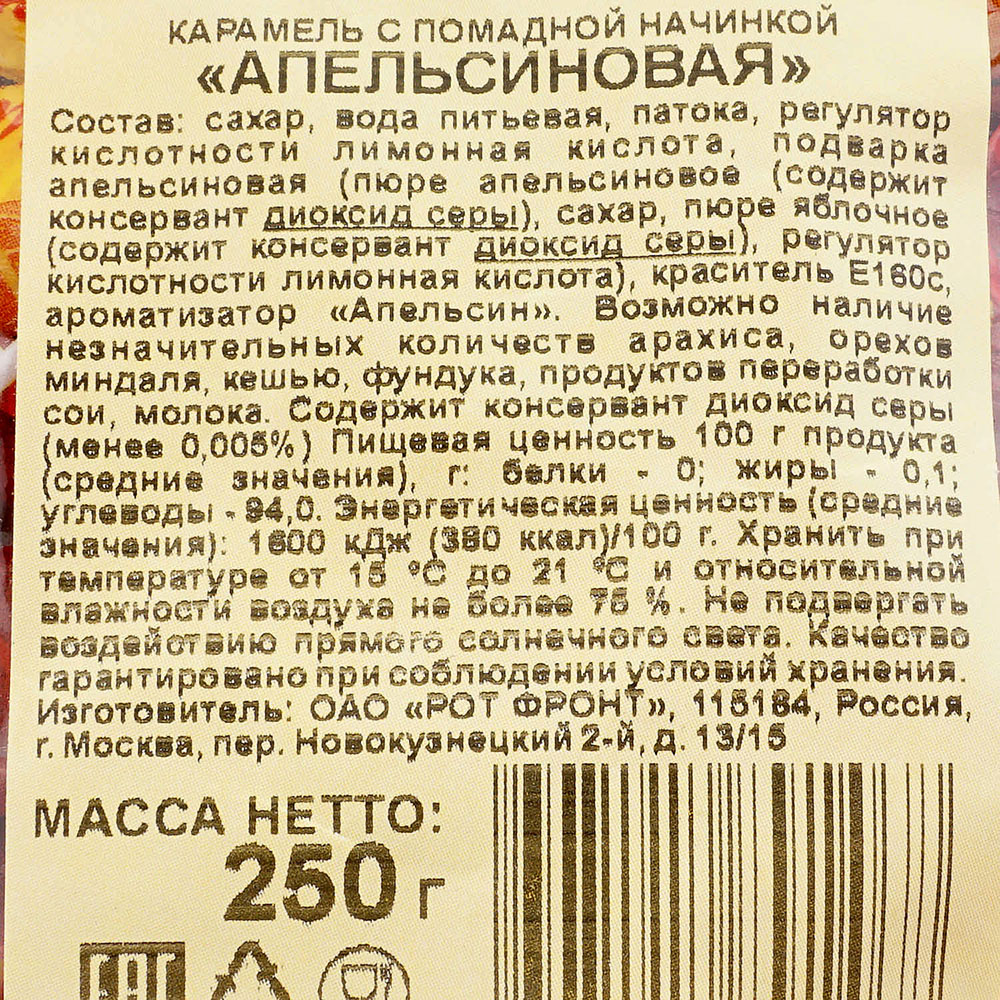 КАРАМЕЛЬ С ПОМАДНОЙ НАЧИНКОЙ
«АПЕЛЬСИНОВАЯ»
Состав: сахар, вода питьевая, патока, регулятор
кислотности лимонная кислота, подварка
апельсиновая (пюре апельсиновое (содержит
консервант диоксид серы), сахар, пюре яблочное
(содержит консервант диоксид серы), регулятор
кислотности лимонная кислота), краситель Е160с,
ароматизатор «Апельсин». Возможно наличие
незначительных количеств арахиса, орехов
миндаля, кешью, фундука, продуктов переработки
сои, молока. Содержит консервант диоксид серы
(менее 0,005%) Пищевая ценность 100 г продукта
(средние значения), г: белки - 0; жиры - 0,1;
углеводы - 94,0. Энергетическая ценность (средние
значения): 1600 кДж (380 ккал)/100 г. Хранить при
температуре от 15 °С до 21 °С и относительной
влажности воздуха не более 75 %. Не подвергать
воздействию прямого солнечного света. Качество
гарантировано при соблюдении условий хранения.
Изготовитель: ОАО «РОТ ФРОНТ», 115184, Россия,
г. Москва, пер. Новокузнецкий 2-й, д. 13/15
МАССА НЕТТО:
250 г
ЕАС